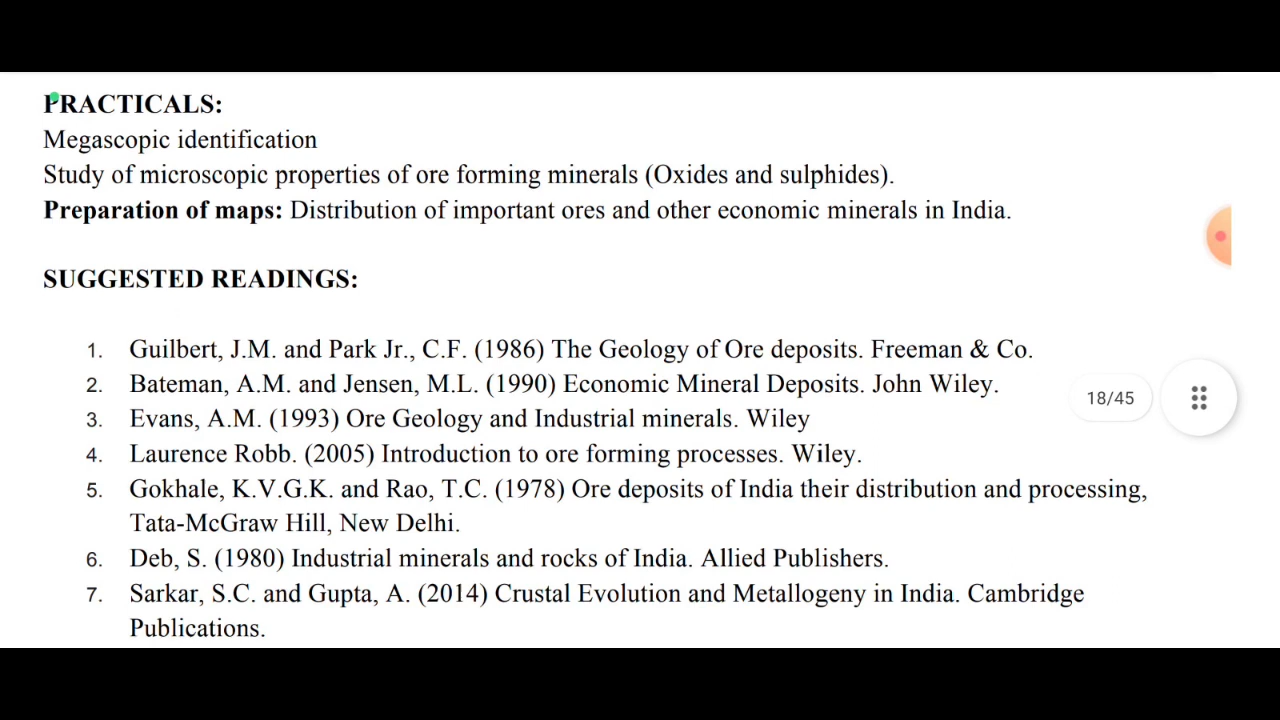 PRACTICALS:
Megascopic identification
Study of microscopic properties of ore forming minerals (Oxides and sulphides).
Preparation of maps: Distribution of important ores and other economic minerals in India.
SUGGESTED READINGS:
1. Guilbert, J.M. and Park Jr., C.F. (1986) The Geology of Ore deposits. Freeman & Co.
2. Bateman, A.M. and Jensen, M.L. (1990) Economic Mineral Deposits. John Wiley.
3. Evans, A.M. (1993) Ore Geology and Industrial minerals. Wiley
4. Laurence Robb. (2005) Introduction to ore forming processes. Wiley.
5. Gokhale, K.V.G.K. and Rao, T.C. (1978) Ore deposits of India their distribution and processing,
Tata-McGraw Hill, New Delhi.
6. Deb, S. (1980) Industrial minerals and rocks of India. Allied Publishers.
7. Sarkar, S.C. and Gupta, A. (2014) Crustal Evolution and Metallogeny in India. Cambridge
Publications.
18/45